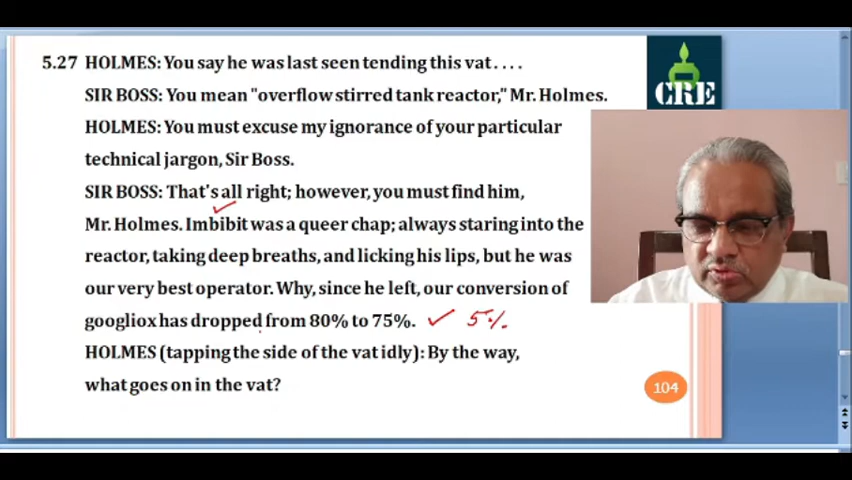 5.27 HOLMES: You say he was last seen tending this vat . . . .
SIR BOSS: You mean "overflow stirred tank reactor," Mr. Holmes.
HOLMES: You must excuse my ignorance of your particular
technical jargon, Sir Boss.
SIR BOSS: That's all right; however, you must find him,
Mr. Holmes. Imbibit was a queer chap; always staring into the
reactor, taking deep breaths, and licking his lips, but he was
our very best operator. Why, since he left, our conversion of
googliox has dropped from 80% to 75%. ✓ 5%
HOLMES (tapping the side of the vat idly): By the way,
what goes on in the vat?
CRE
104